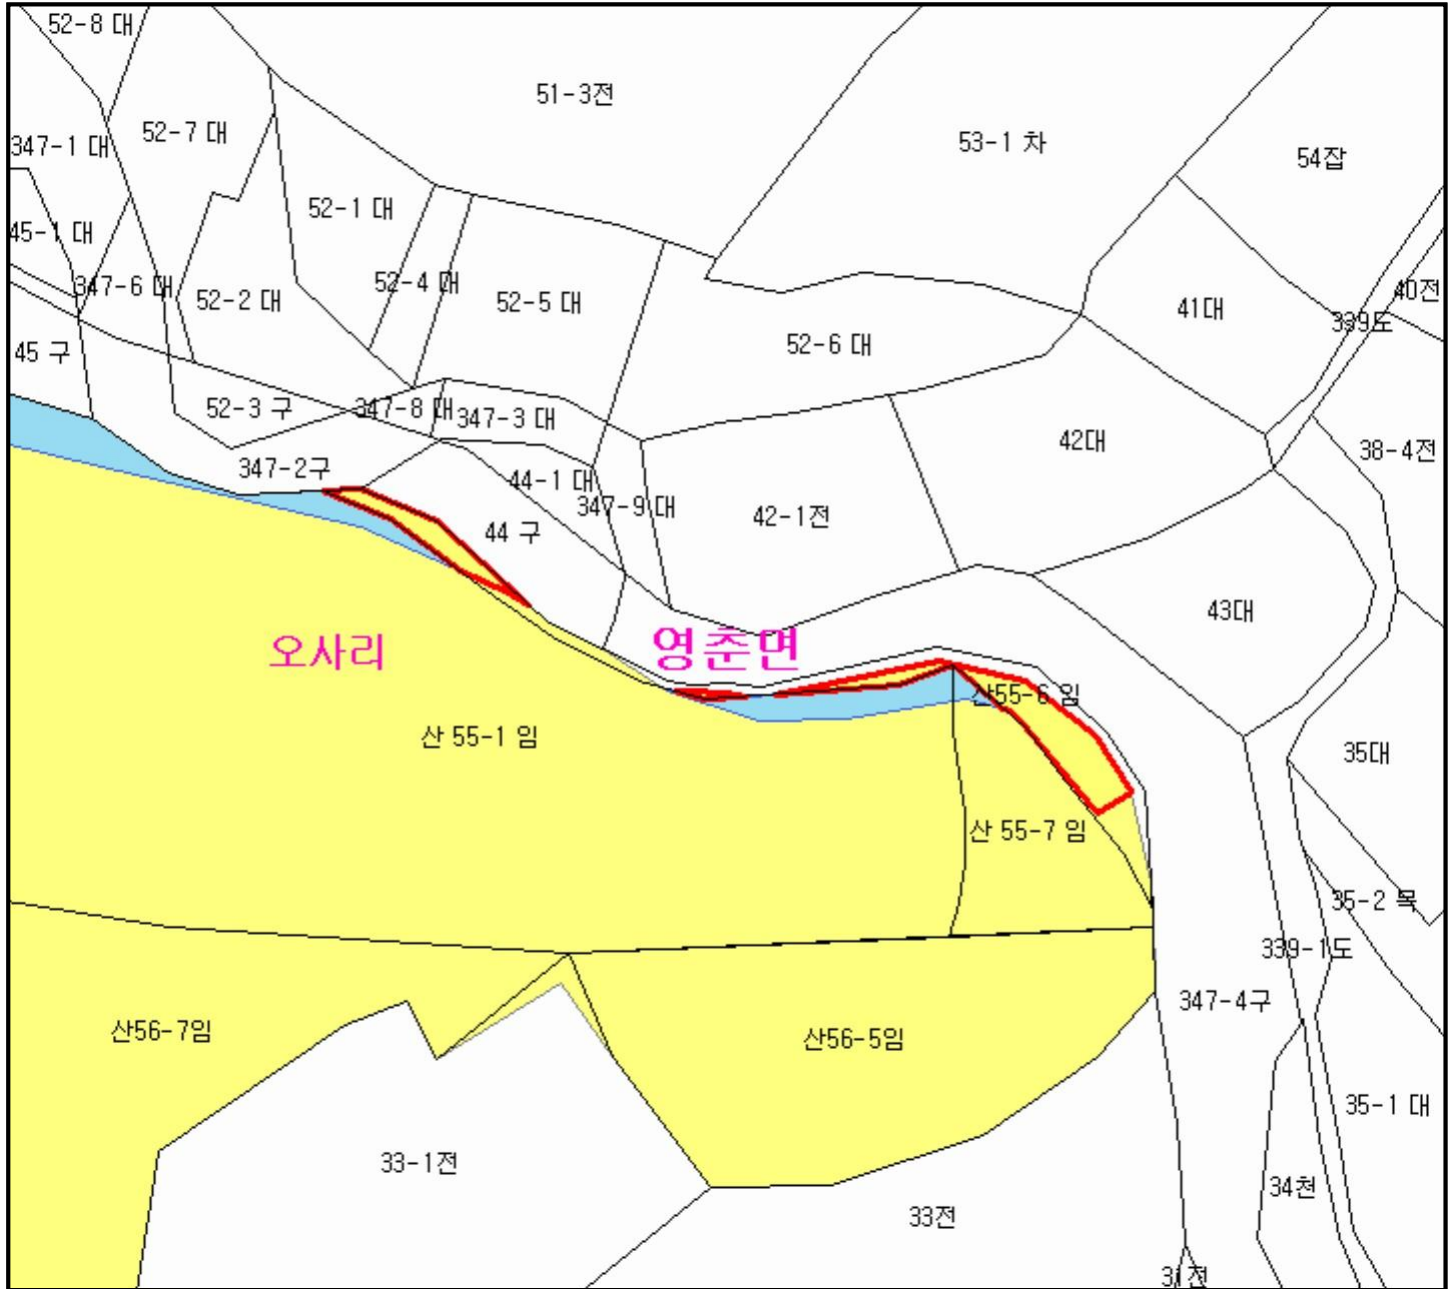 52-8 대
51-3전
52-7 대
53-1 차
347-1 대
54잡
52-1 대
45-1 대
52-4 대
347-6 대
52-2 대
52-5 대
40전
41대
339도
52-6 대
45 구
52-3 구
347-8 대
347-3 대
42대
38-4전
347-2구
44-1 대
347-9 대
42-1전
44 구
43대
오사리
영춘면
산55-6 임
산 55-1 임
35대
산 55-7 임
35-2 목
339-1도
347-4구
산56-7임
산56-5임
35-1 대
33-1전
34천
33전